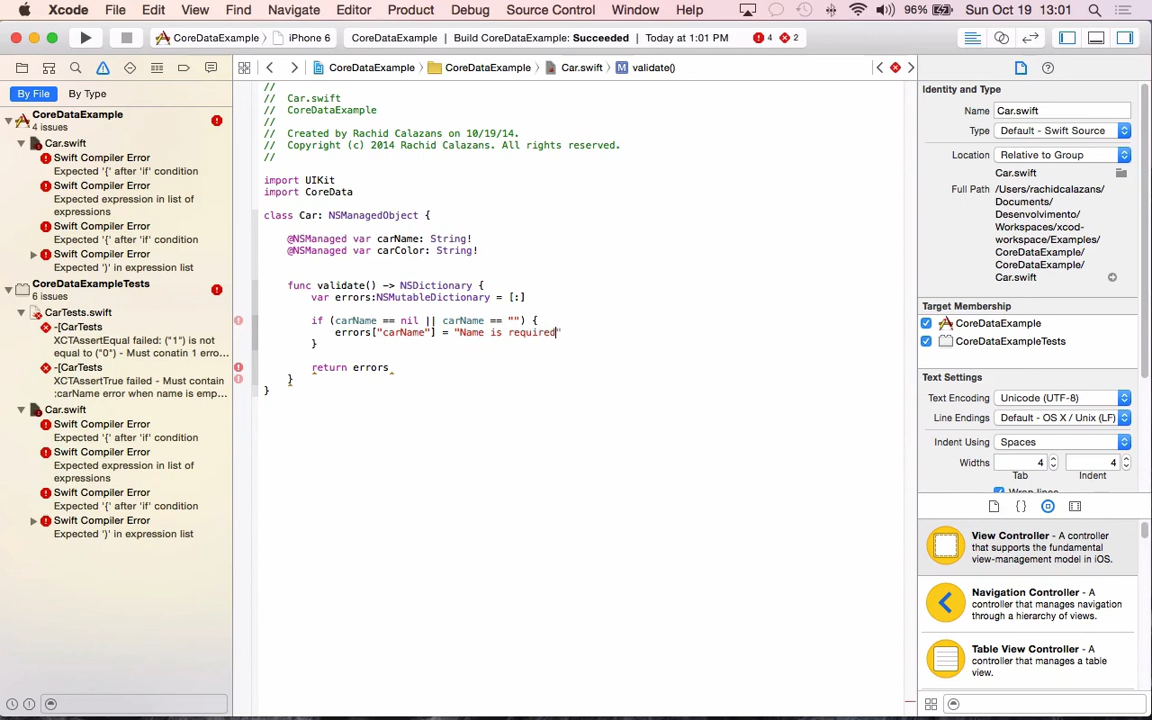 Xcode File Edit View Find Navigate Editor Product Debug Source Control Window Help 96% Sun Oct 19 13:01
CoreDataExample iPhone 6 CoreDataExample Build CoreDataExample: Succeeded Today at 1:01 PM 4 2
CoreDataExample CoreDataExample Car.swift M validate()
By File By Type
CoreDataExample
4 issues
Car.swift
Swift Compiler Error
Expected '{' after 'if' condition
Swift Compiler Error
Expected expression in list of
expressions
Swift Compiler Error
Expected '{' after 'if' condition
Swift Compiler Error
Expected ')' in expression list
CoreDataExampleTests
6 issues
CarTests.swift
-[CarTests
XCTAssertEqual failed: ("1") is not
equal to ("0") - Must conatin 1 erro...
-[CarTests
XCTAssertTrue failed - Must contain
:carName error when name is emp...
Car.swift
Swift Compiler Error
Expected '{' after 'if' condition
Swift Compiler Error
Expected expression in list of
expressions
Swift Compiler Error
Expected '{' after 'if' condition
Swift Compiler Error
Expected ')' in expression list
//
// Car.swift
// CoreDataExample
//
// Created by Rachid Calazans on 10/19/14.
// Copyright (c) 2014 Rachid Calazans. All rights reserved.
//
import UIKit
import CoreData
class Car: NSManagedObject {
@NSManaged var carName: String!
@NSManaged var carColor: String!
func validate() -> NSDictionary {
var errors:NSMutableDictionary = [:]
if (carName == nil || carName == "") {
errors["carName"] = "Name is required"
}
return errors
}
}
Identity and Type
Name Car.swift
Type Default - Swift Source
Location Relative to Group
Car.swift
Full Path /Users/rachidcalazans/
Documents/
Desenvolvimento/
Workspaces/xcod-
workspace/Examples/
CoreDataExample/
CoreDataExample/
Car.swift
Target Membership
CoreDataExample
CoreDataExampleTests
Text Settings
Text Encoding Unicode (UTF-8)
Line Endings Default - OS X / Unix (LF)
Indent Using Spaces
Widths 4 4
Tab Indent
Wrap lines
View Controller - A controller
that supports the fundamental
view-management model in iOS.
Navigation Controller - A
controller that manages navigation
through a hierarchy of views.
Table View Controller - A
controller that manages a table
view.